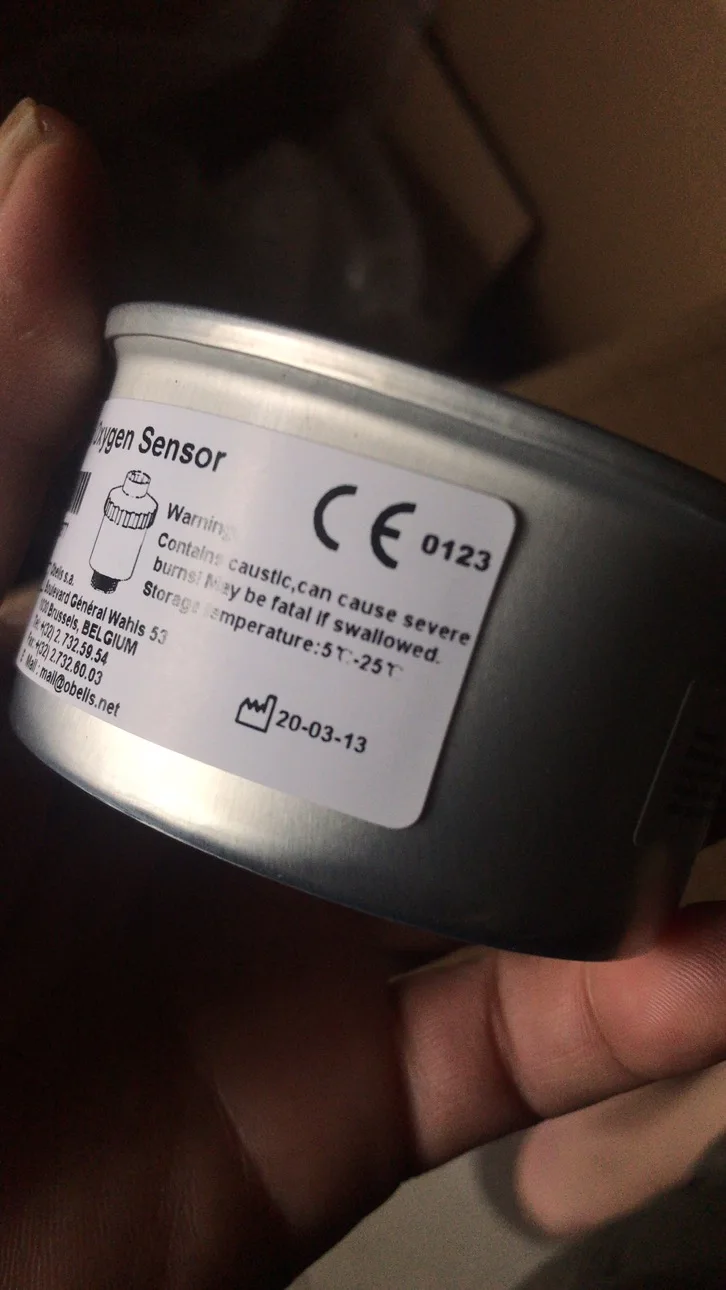 Oxygen Sensor
CE 0123
Warning
Contains caustic,can cause severe
burns! May be fatal if swallowed.
Storage temperature:5℃-25℃
Obelis s.a.
Boulevard Général Wahis 53
Brussels, BELGIUM
+(32) 2.732.59.54
Fax: +(32) 2.732.60.03
E Mail : mail@obelis.net
20-03-13